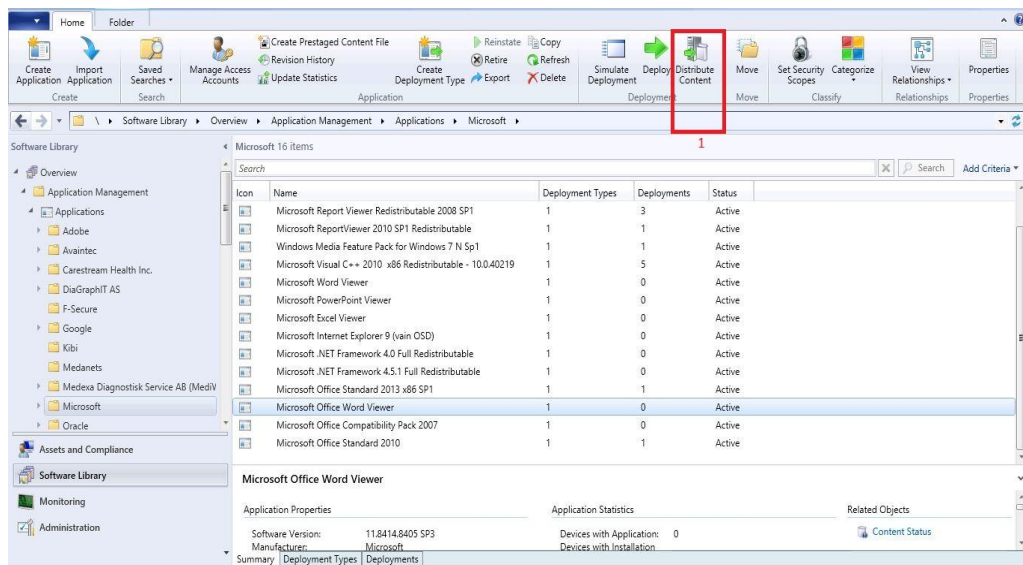 Home Folder
Create Application
Import Application
Saved Searches
Manage Access Accounts
Create Prestaged Content File
Revision History
Update Statistics
Create Deployment Type
Reinstate
Retire
Export
Copy
Refresh
Delete
Simulate Deployment
Deploy
Distribute Content
Move
Set Security Scopes
Categorize
View Relationships
Properties
Create Search Application Deployment Move Classify Relationships Properties
\ Software Library Overview Application Management Applications Microsoft
1
Software Library
Overview
Application Management
Applications
Adobe
Avaintec
Carestream Health Inc.
DiaGraphIT AS
F-Secure
Google
Kibi
Medanets
Medexa Diagnostisk Service AB (MediV
Microsoft
Oracle
Assets and Compliance
Software Library
Monitoring
Administration
Microsoft 16 items
Search Search Add Criteria
Icon Name Deployment Types Deployments Status
Microsoft Report Viewer Redistributable 2008 SP1 1 3 Active
Microsoft ReportViewer 2010 SP1 Redistributable 1 1 Active
Windows Media Feature Pack for Windows 7 N Sp1 1 1 Active
Microsoft Visual C++ 2010 x86 Redistributable - 10.0.40219 1 5 Active
Microsoft Word Viewer 1 0 Active
Microsoft PowerPoint Viewer 1 0 Active
Microsoft Excel Viewer 1 0 Active
Microsoft Internet Explorer 9 (vain OSD) 1 0 Active
Microsoft .NET Framework 4.0 Full Redistributable 1 0 Active
Microsoft .NET Framework 4.5.1 Full Redistributable 1 0 Active
Microsoft Office Standard 2013 x86 SP1 1 1 Active
Microsoft Office Word Viewer 1 0 Active
Microsoft Office Compatibility Pack 2007 1 0 Active
Microsoft Office Standard 2010 1 1 Active
Microsoft Office Word Viewer
Application Properties
Software Version: 11.8414.8405 SP3
Manufacturer: Microsoft
Application Statistics
Devices with Application: 0
Devices with Installation
Related Objects
Content Status
Summary Deployment Types Deployments